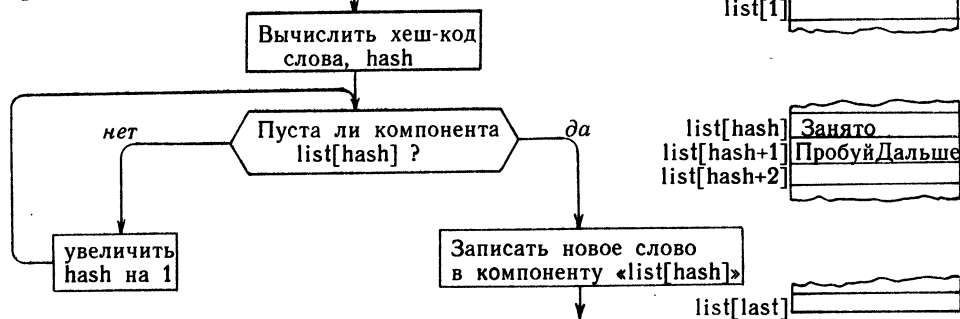 list[1]
Вычислить хеш-код
слова, hash
Пуста ли компонента
list[hash] ?
нет
да
увеличить
hash на 1
Записать новое слово
в компоненту «list[hash]»
list[hash] Занято
list[hash+1] ПробуйДальше
list[hash+2]
list[last]